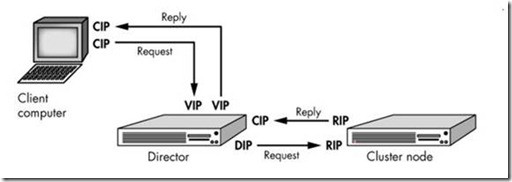 CIP
Reply
CIP
Request
Client
computer
VIP VIP
CIP Reply RIP
DIP Request RIP
Director
Cluster node